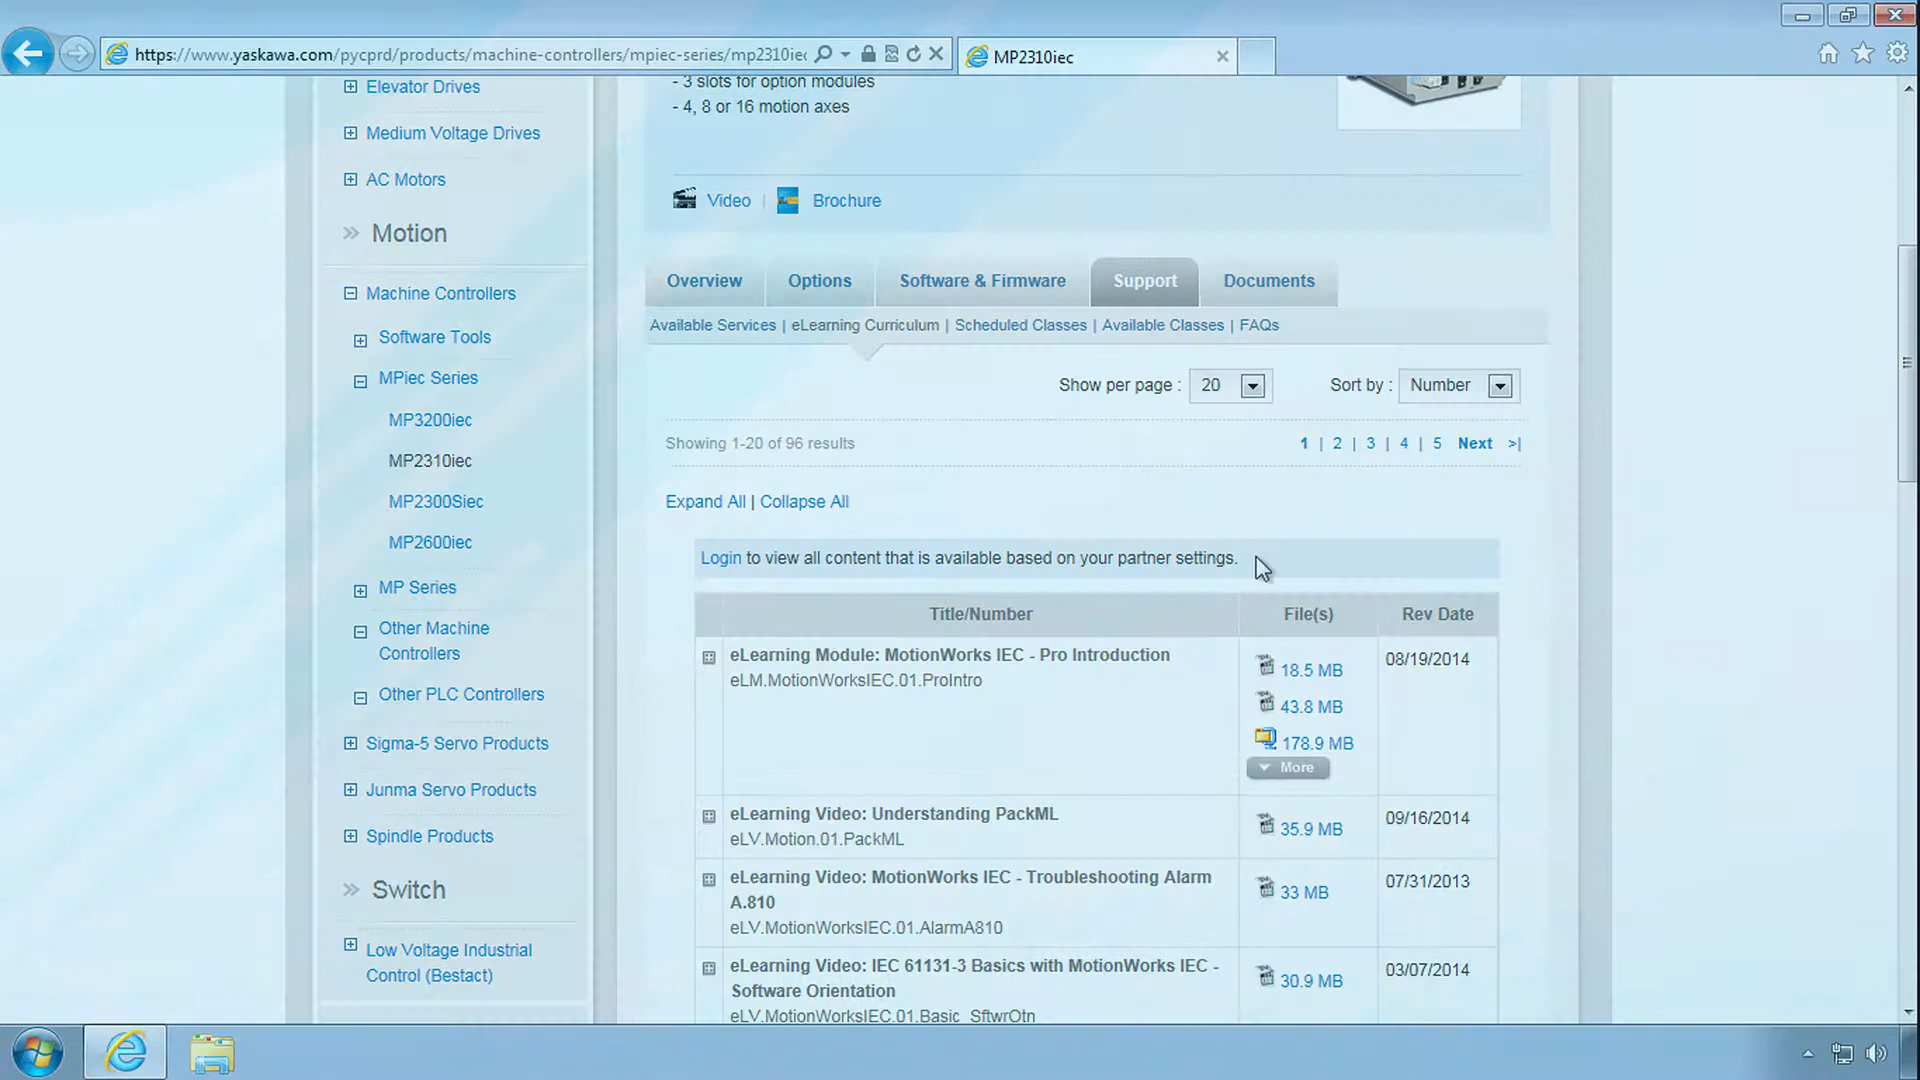 https://www.yaskawa.com/pycprd/products/machine-controllers/mpiec-series/mp2310iec
MP2310iec
Elevator Drives
Medium Voltage Drives
AC Motors
Motion
Machine Controllers
Software Tools
MPiec Series
MP3200iec
MP2310iec
MP2300Siec
MP2600iec
MP Series
Other Machine
Controllers
Other PLC Controllers
Sigma-5 Servo Products
Junma Servo Products
Spindle Products
Switch
Low Voltage Industrial
Control (Bestact)
- 3 slots for option modules
- 4, 8 or 16 motion axes
Video | Brochure
Overview Options Software & Firmware Support Documents
Available Services | eLearning Curriculum | Scheduled Classes | Available Classes | FAQs
Show per page : 20 Sort by : Number
Showing 1-20 of 96 results 1 | 2 | 3 | 4 | 5 Next >|
Expand All | Collapse All
Login to view all content that is available based on your partner settings.
Title/Number File(s) Rev Date
eLearning Module: MotionWorks IEC - Pro Introduction
eLM.MotionWorksIEC.01.ProIntro
18.5 MB
43.8 MB
178.9 MB
More
08/19/2014
eLearning Video: Understanding PackML
eLV.Motion.01.PackML
35.9 MB
09/16/2014
eLearning Video: MotionWorks IEC - Troubleshooting Alarm
A.810
eLV.MotionWorksIEC.01.AlarmA810
33 MB
07/31/2013
eLearning Video: IEC 61131-3 Basics with MotionWorks IEC -
Software Orientation
eLV.MotionWorksIEC.01.Basic_SftwrOtn
30.9 MB
03/07/2014